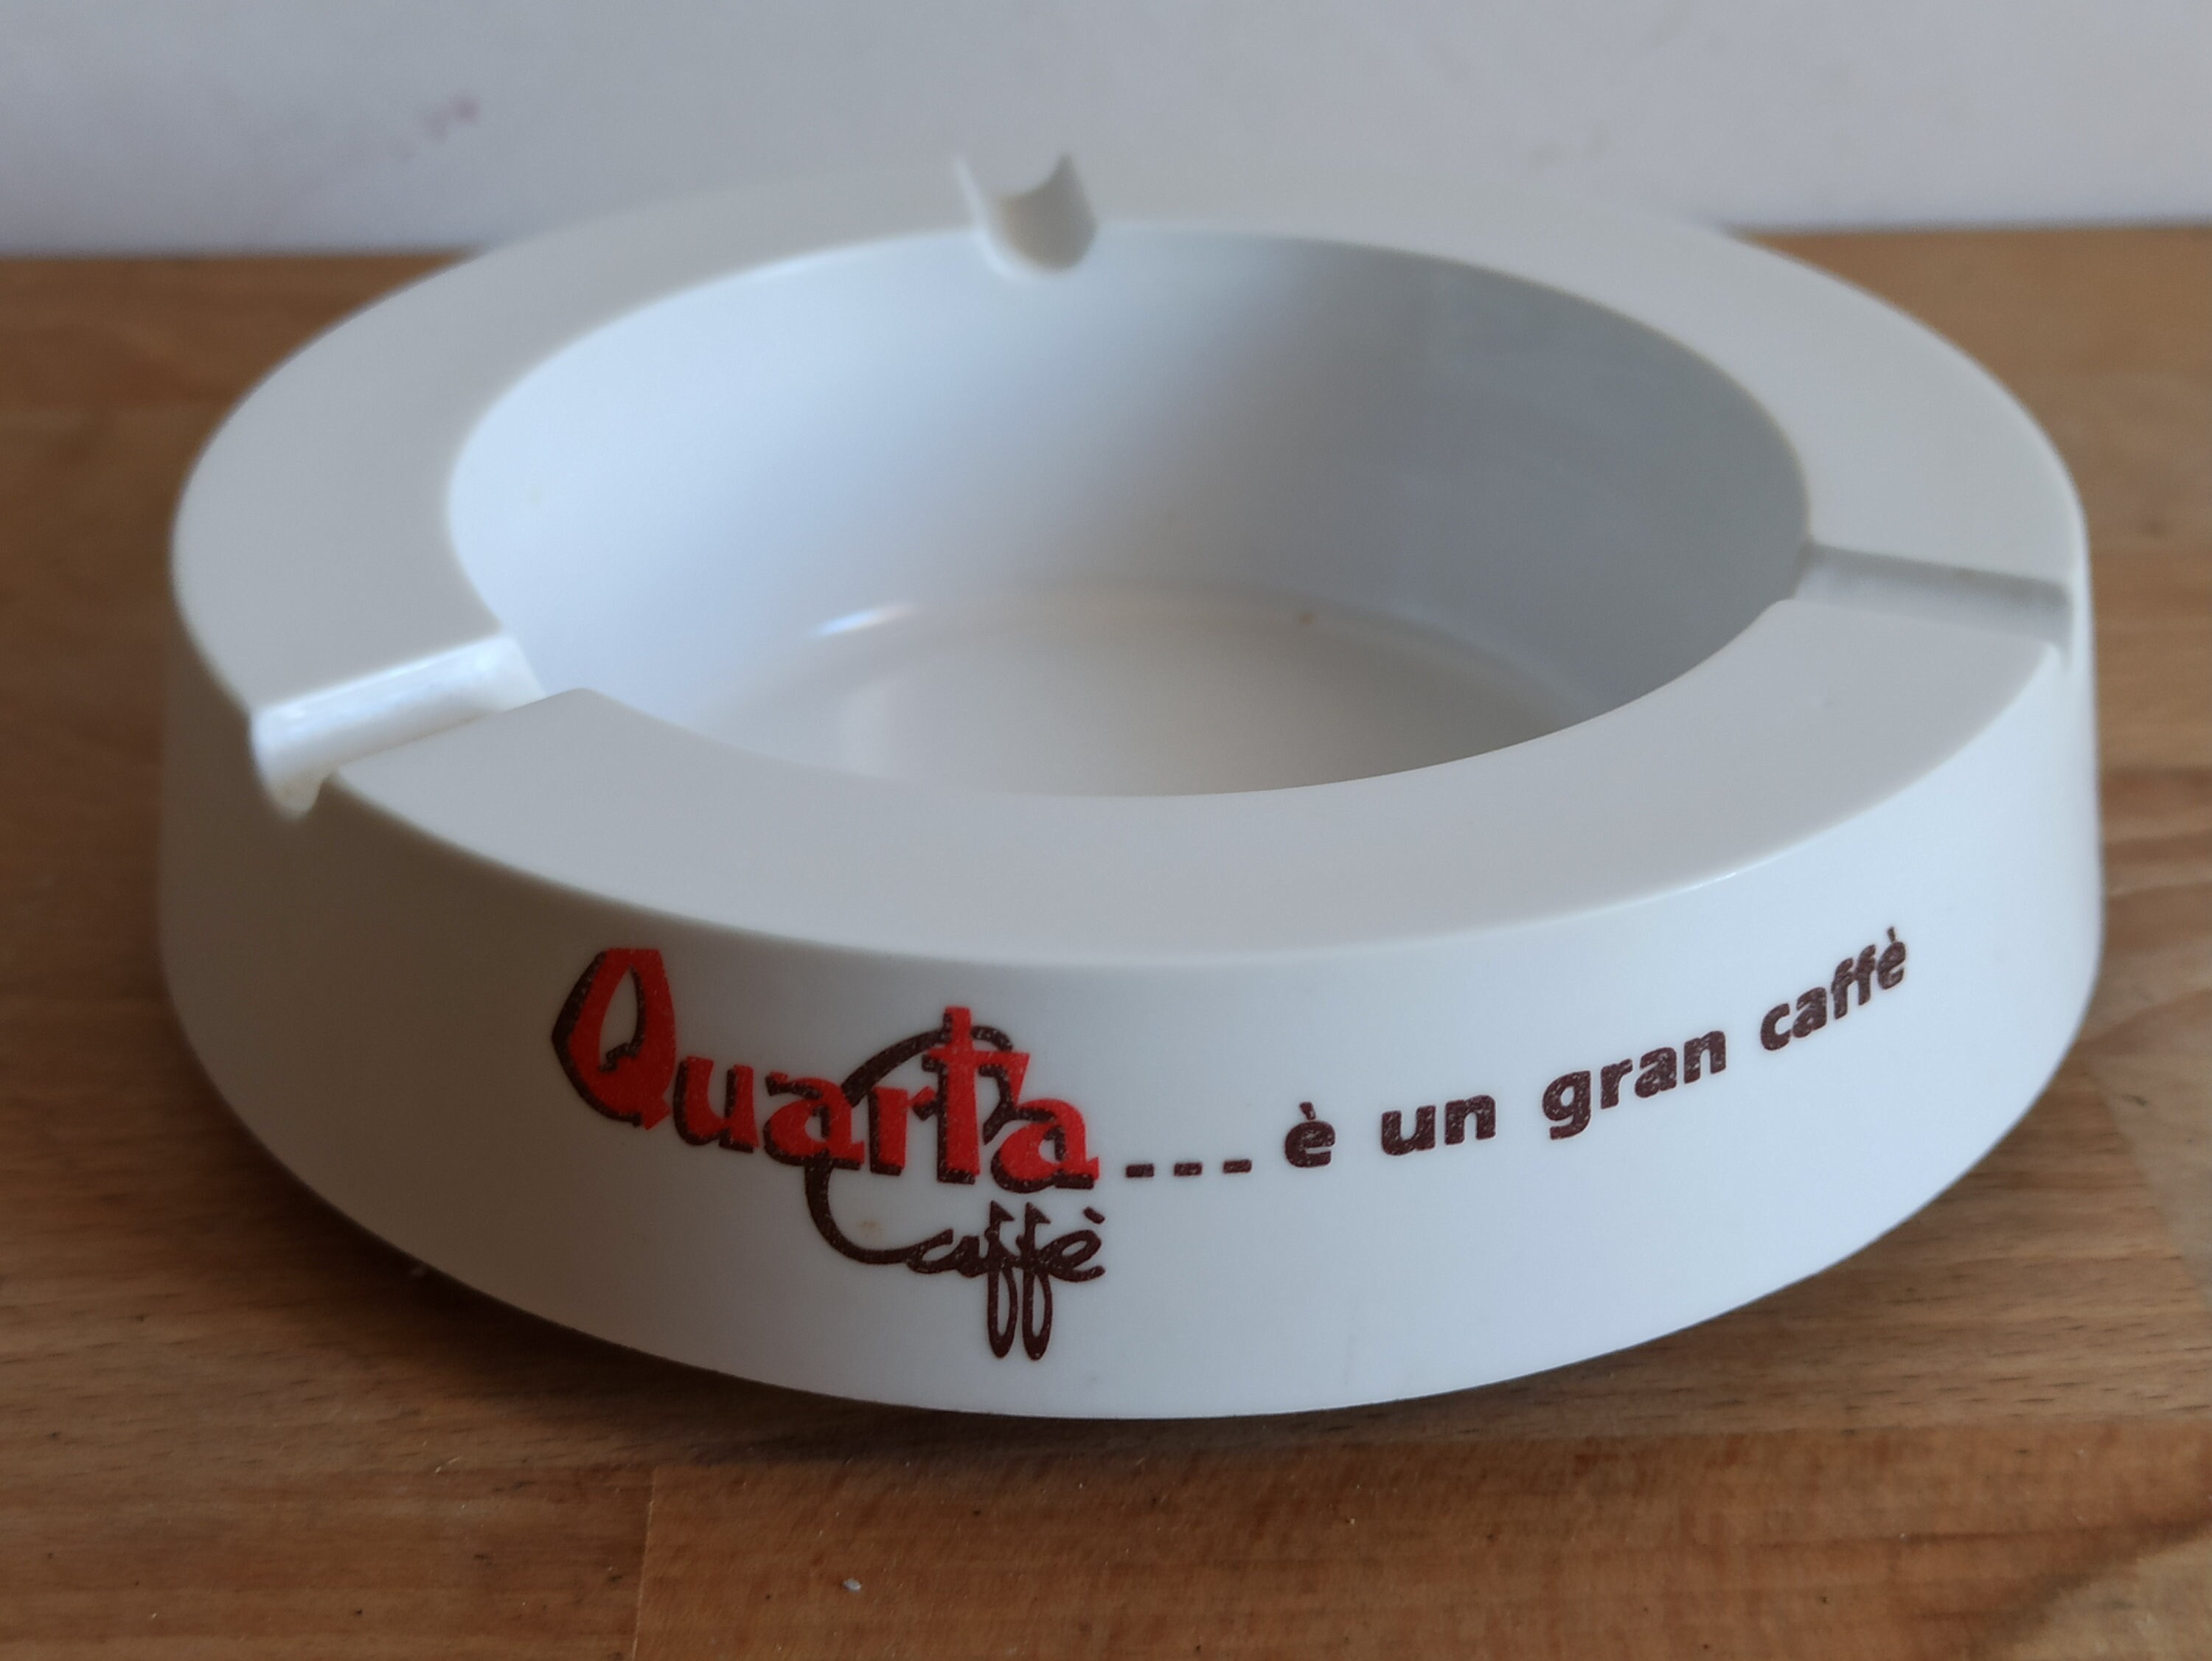 Quarta --- è un gran caffè
Caffè